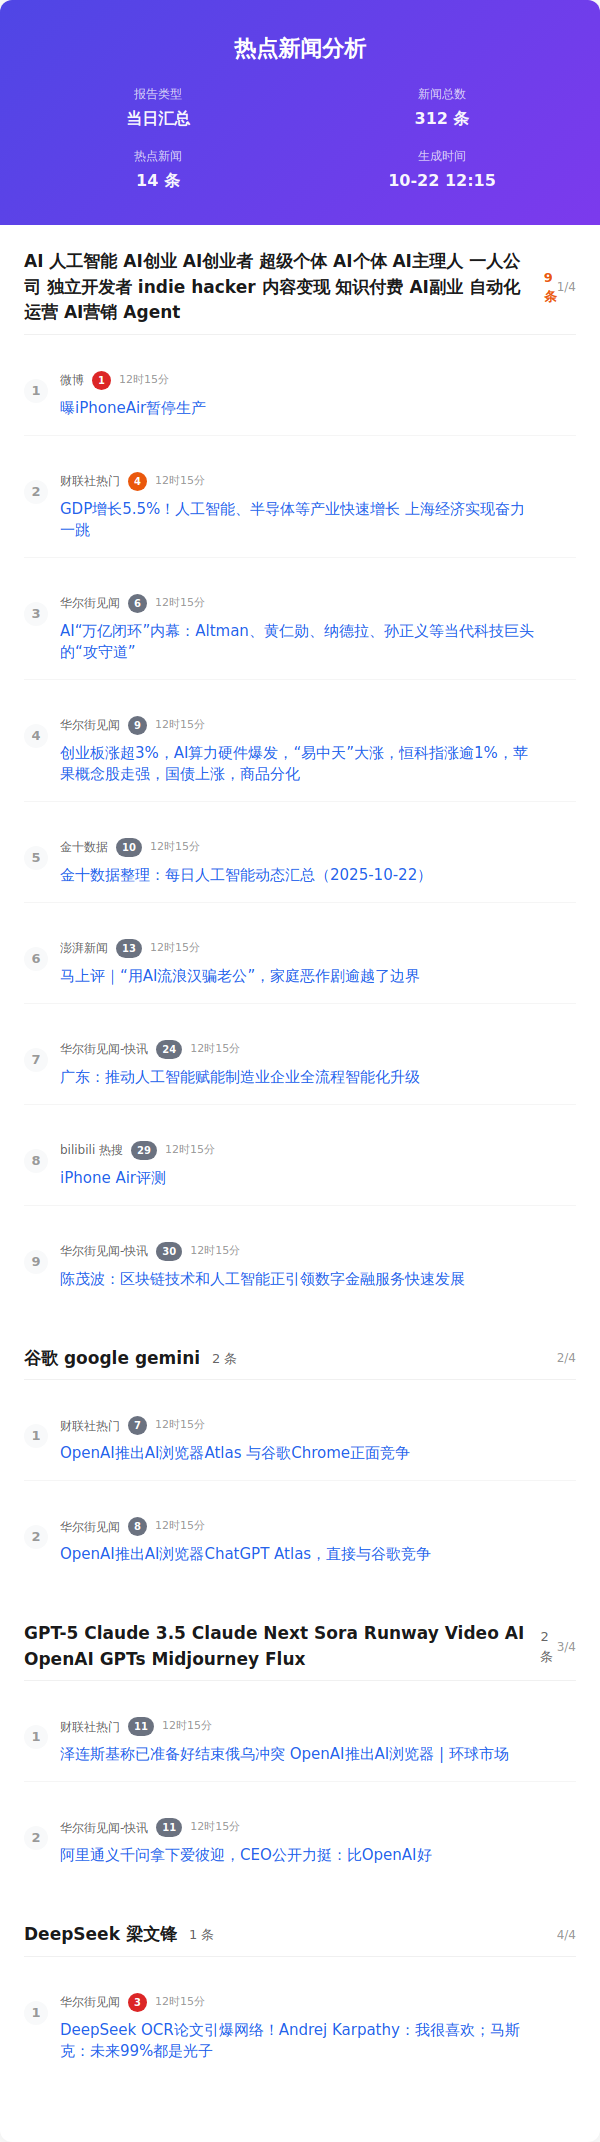 热点新闻分析
报告类型
新闻总数
当日汇总
312 条
热点新闻
生成时间
14 条
10-22 12:15
AI 人工智能 AI创业 AI创业者 超级个体 AI个体 AI主理人 一人公
司 独立开发者 indie hacker 内容变现 知识付费 AI副业 自动化
运营 AI营销 Agent
9
条
1/4
1
微博 1 12时15分
曝iPhoneAir暂停生产
2
财联社热门 4 12时15分
GDP增长5.5%！人工智能、半导体等产业快速增长 上海经济实现奋力
一跳
3
华尔街见闻 6 12时15分
AI“万亿闭环”内幕：Altman、黄仁勋、纳德拉、孙正义等当代科技巨头
的“攻守道”
4
华尔街见闻 9 12时15分
创业板涨超3%，AI算力硬件爆发，“易中天”大涨，恒科指涨逾1%，苹
果概念股走强，国债上涨，商品分化
5
金十数据 10 12时15分
金十数据整理：每日人工智能动态汇总（2025-10-22）
6
澎湃新闻 13 12时15分
马上评｜“用AI流浪汉骗老公”，家庭恶作剧逾越了边界
7
华尔街见闻-快讯 24 12时15分
广东：推动人工智能赋能制造业企业全流程智能化升级
8
bilibili 热搜 29 12时15分
iPhone Air评测
9
华尔街见闻-快讯 30 12时15分
陈茂波：区块链技术和人工智能正引领数字金融服务快速发展
谷歌 google gemini 2 条
2/4
1
财联社热门 7 12时15分
OpenAI推出AI浏览器Atlas 与谷歌Chrome正面竞争
2
华尔街见闻 8 12时15分
OpenAI推出AI浏览器ChatGPT Atlas，直接与谷歌竞争
GPT-5 Claude 3.5 Claude Next Sora Runway Video AI
OpenAI GPTs Midjourney Flux
2
条
3/4
1
财联社热门 11 12时15分
泽连斯基称已准备好结束俄乌冲突 OpenAI推出AI浏览器 | 环球市场
2
华尔街见闻-快讯 11 12时15分
阿里通义千问拿下爱彼迎，CEO公开力挺：比OpenAI好
DeepSeek 梁文锋 1 条
4/4
1
华尔街见闻 3 12时15分
DeepSeek OCR论文引爆网络！Andrej Karpathy：我很喜欢；马斯
克：未来99%都是光子